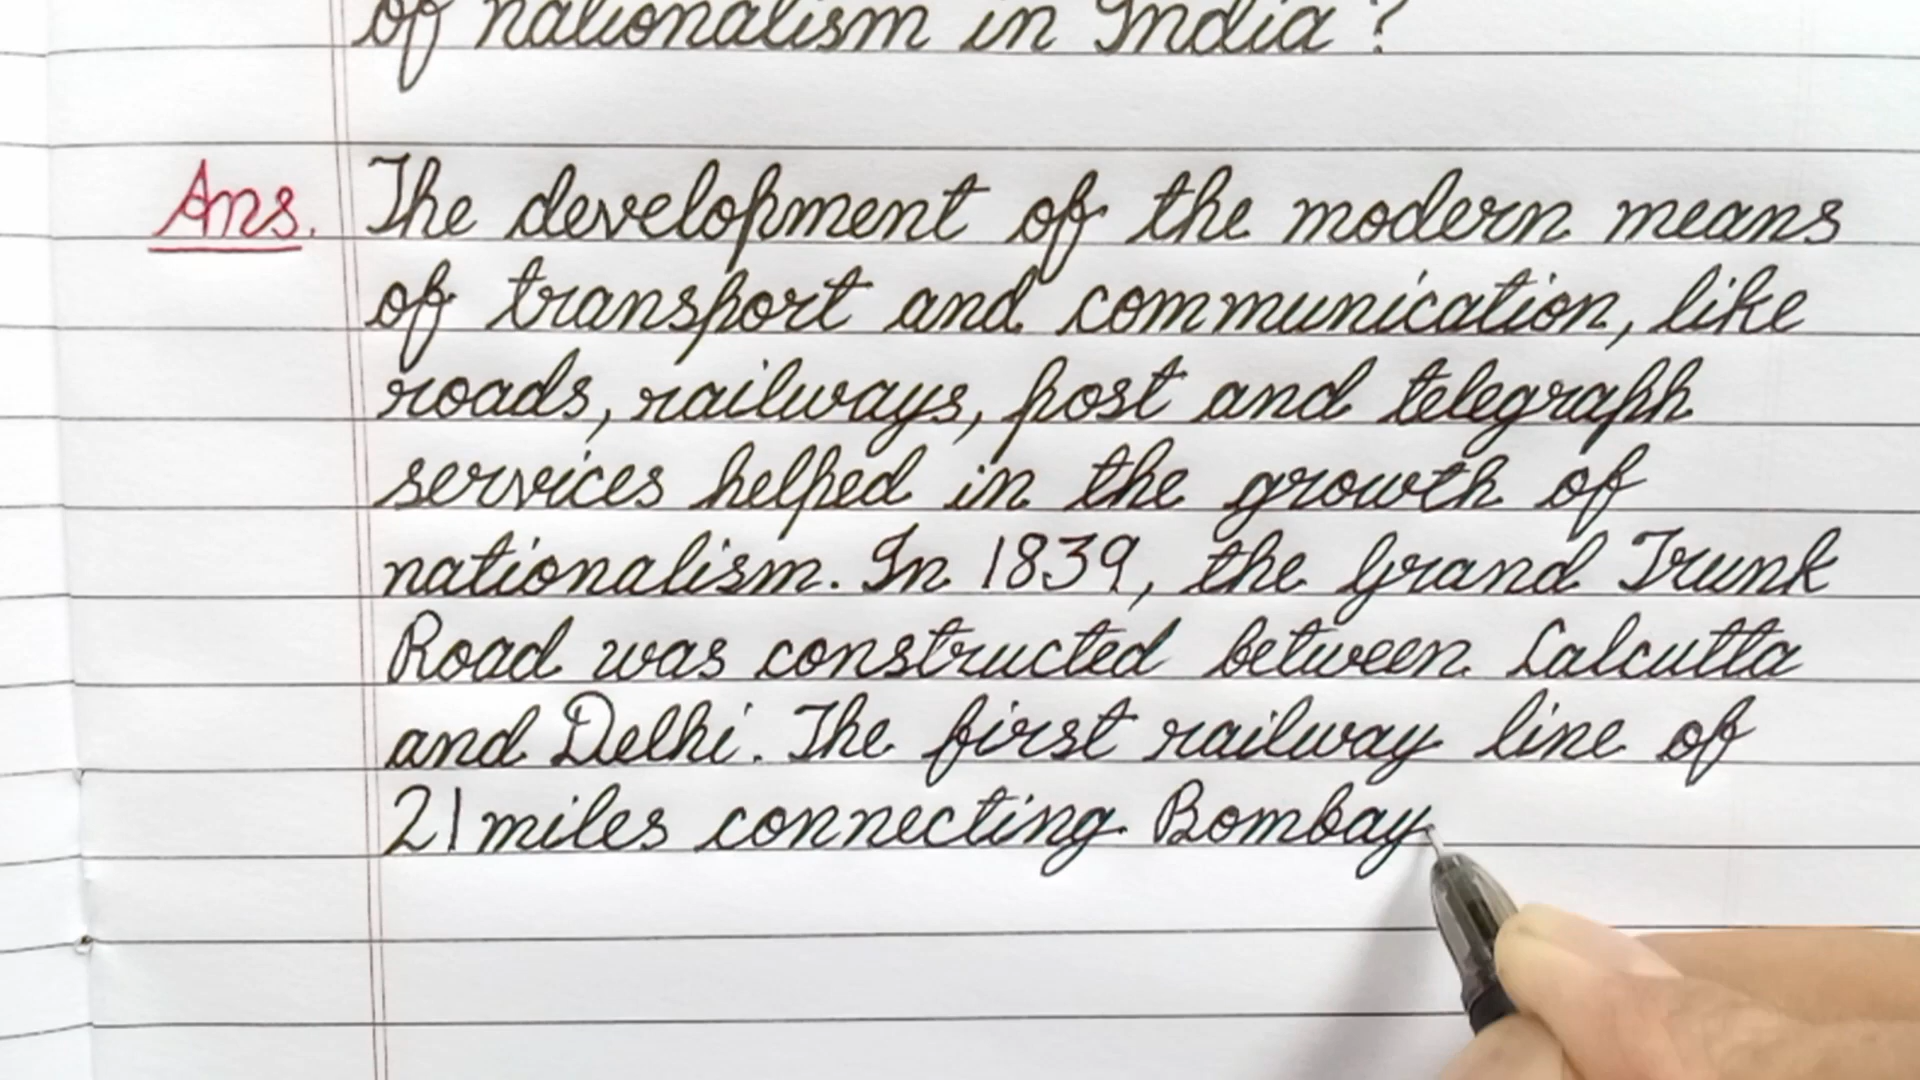 of nationalism in India?
Ans. The development of the modern means
of transport and communication, like
roads, railways, post and telegraph
services helped in the growth of
nationalism. In 1839, the Grand Trunk
Road was constructed between Calcutta
and Delhi. The first railway line of
21 miles connecting Bombay